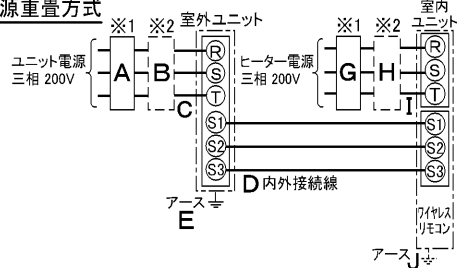 源重畳方式
※1 ※2 室外ユニット
ユニット電源
三相 200V
A B C
R
S
T
S1
S2
S3
アース
E
D 内外接続線
※1 ※2 室内
ユニット
ヒーター電源
三相 200V
G H I
R
S
T
S1
S2
S3
ワイヤレス
リモコン
アース J